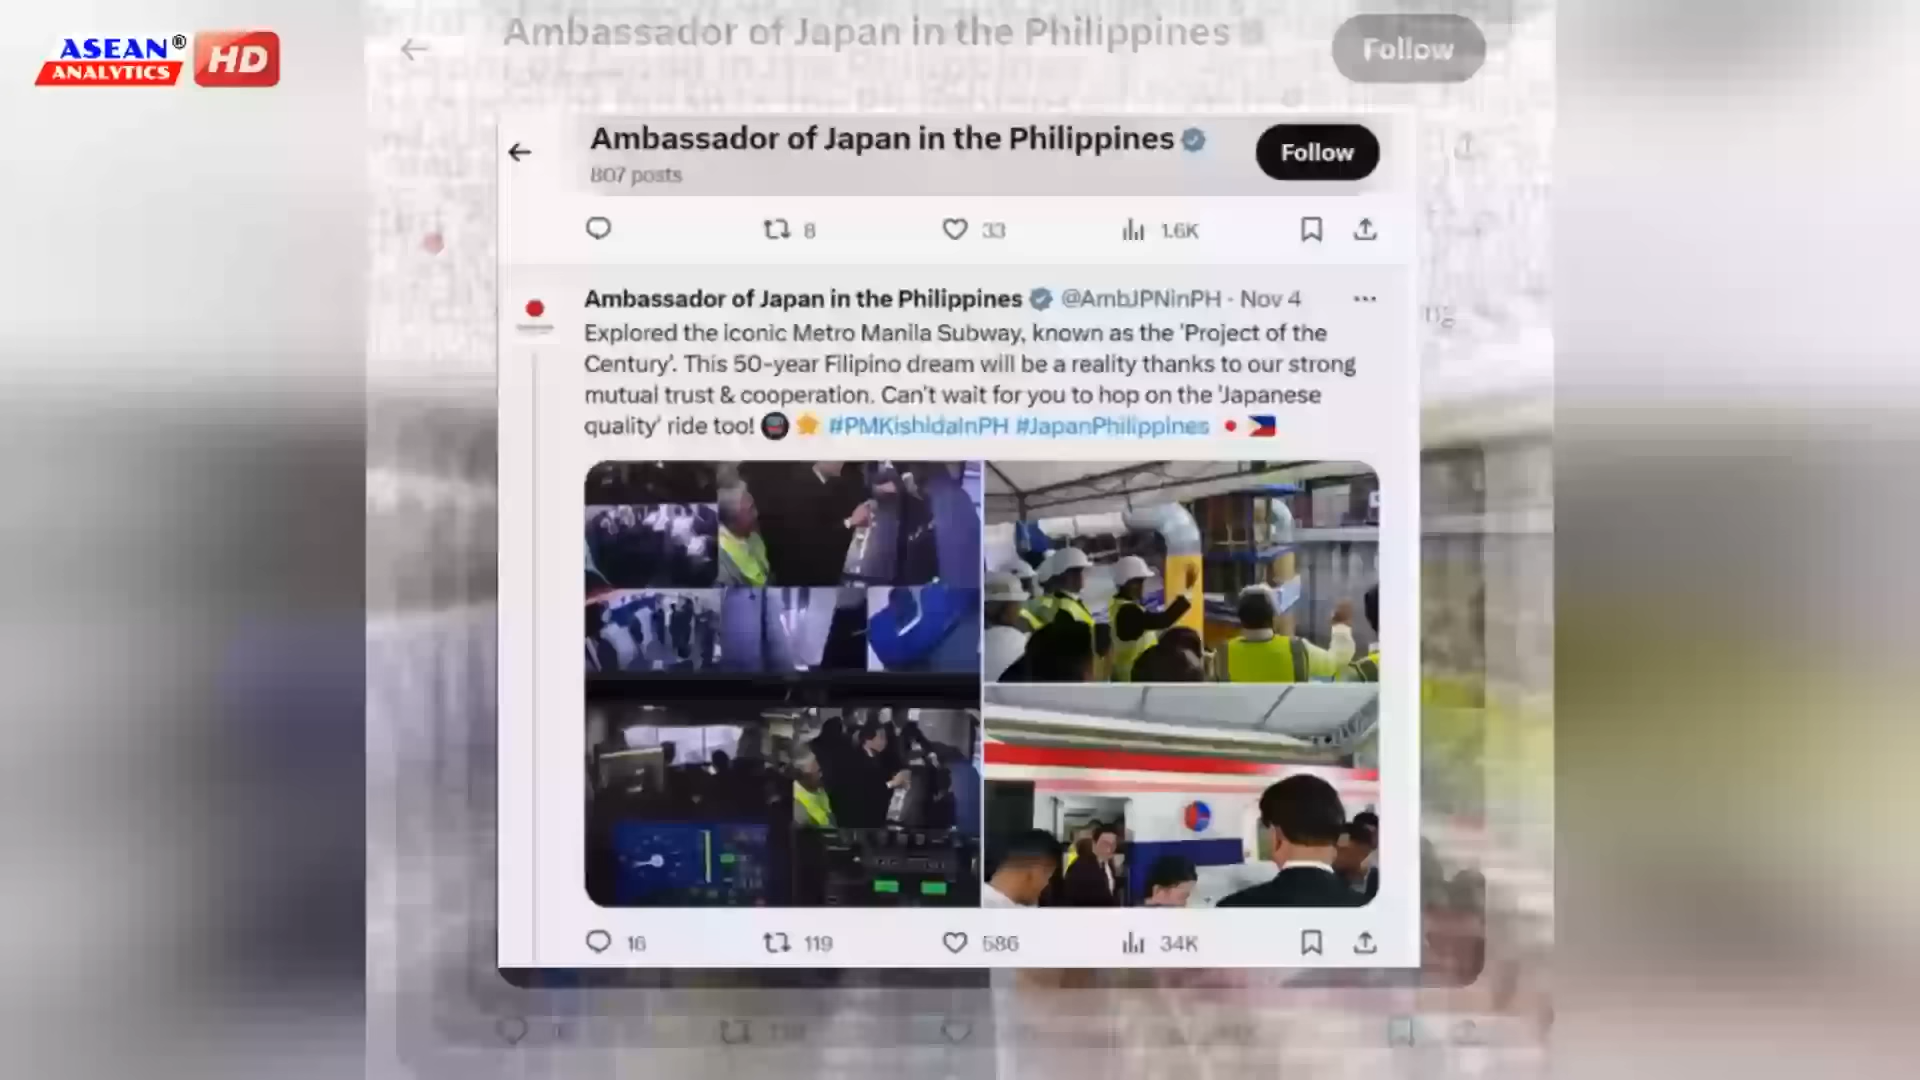 ASEAN®
ANALYTICS
HD
Ambassador of Japan in the Philippines
Follow
Ambassador of Japan in the Philippines
807 posts
Follow
8
33
1.6K
Ambassador of Japan in the Philippines @AmbJPNinPH · Nov 4
Explored the iconic Metro Manila Subway, known as the 'Project of the
Century'. This 50-year Filipino dream will be a reality thanks to our strong
mutual trust & cooperation. Can't wait for you to hop on the 'Japanese
quality' ride too! #PMKishidaInPH #JapanPhilippines
16
119
586
34K